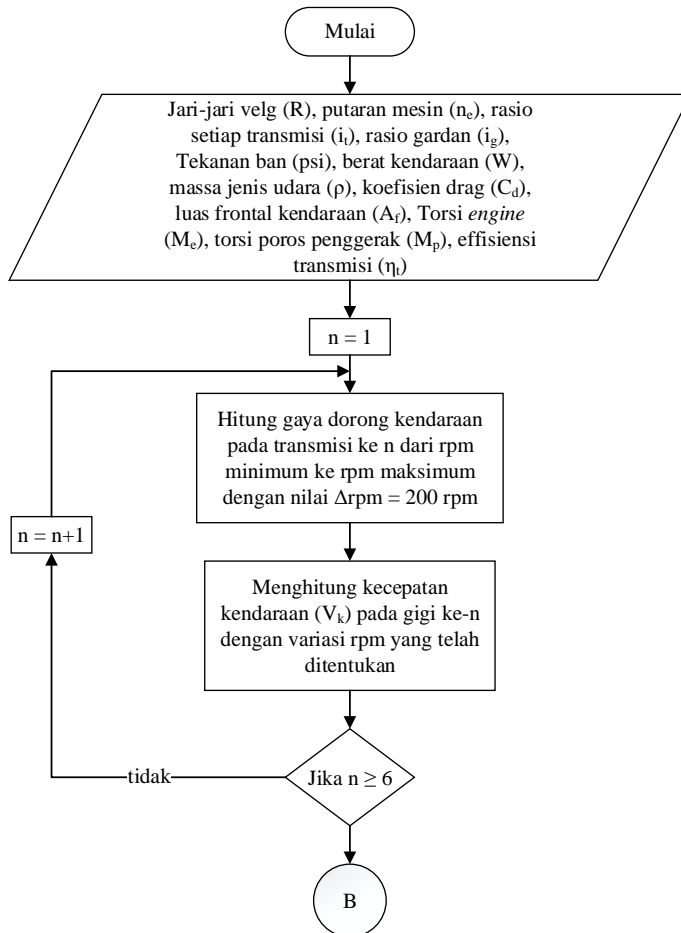 Mulai
Jari-jari velg (R), putaran mesin (nₑ), rasio
setiap transmisi (iₜ), rasio gardan (i_g),
Tekanan ban (psi), berat kendaraan (W),
massa jenis udara (ρ), koefisien drag (C_d),
luas frontal kendaraan (A_f), Torsi engine
(Mₑ), torsi poros penggerak (Mₚ), effisiensi
transmisi (ηₜ)
n = 1
Hitung gaya dorong kendaraan
pada transmisi ke n dari rpm
minimum ke rpm maksimum
dengan nilai Δrpm = 200 rpm
n = n+1
Menghitung kecepatan
kendaraan (Vₖ) pada gigi ke-n
dengan variasi rpm yang telah
ditentukan
tidak
Jika n ≥ 6
B